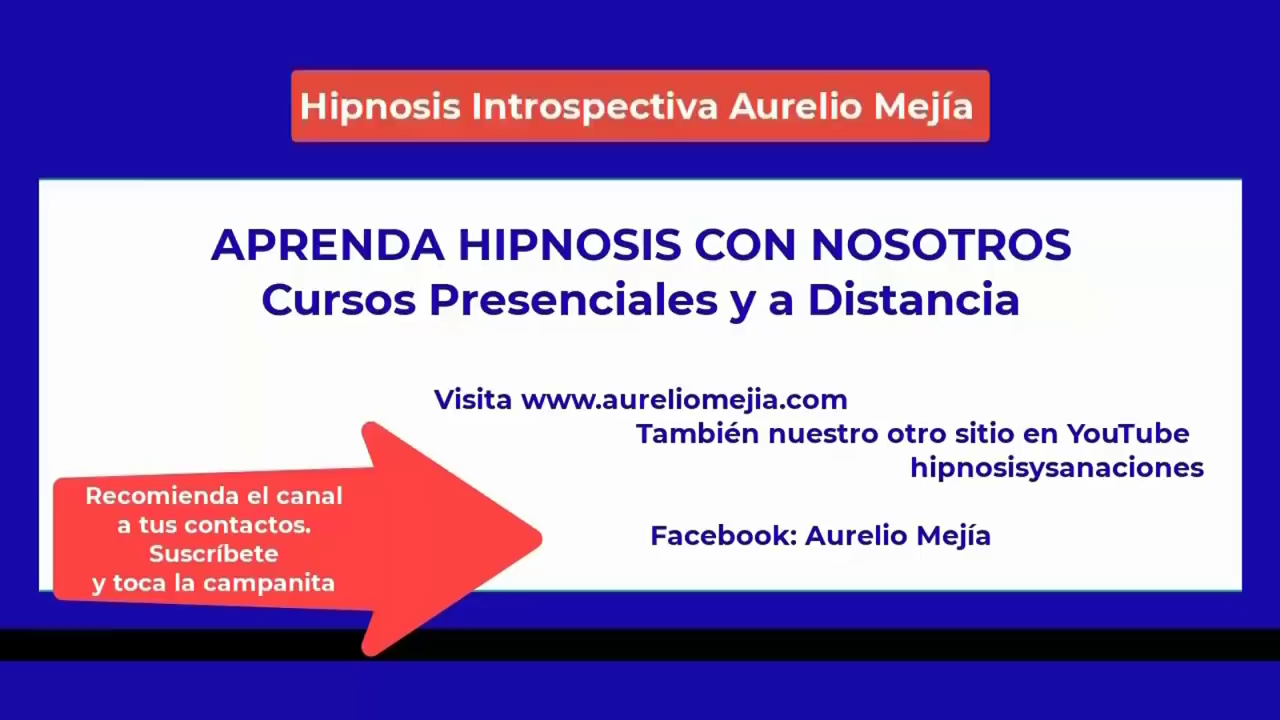 Hipnosis Introspectiva Aurelio Mejía
APRENDA HIPNOSIS CON NOSOTROS
Cursos Presenciales y a Distancia
Visita www.aureliomejia.com
También nuestro otro sitio en YouTube
hipnosisysanaciones
Recomienda el canal
a tus contactos.
Suscríbete
y toca la campanita
Facebook: Aurelio Mejía